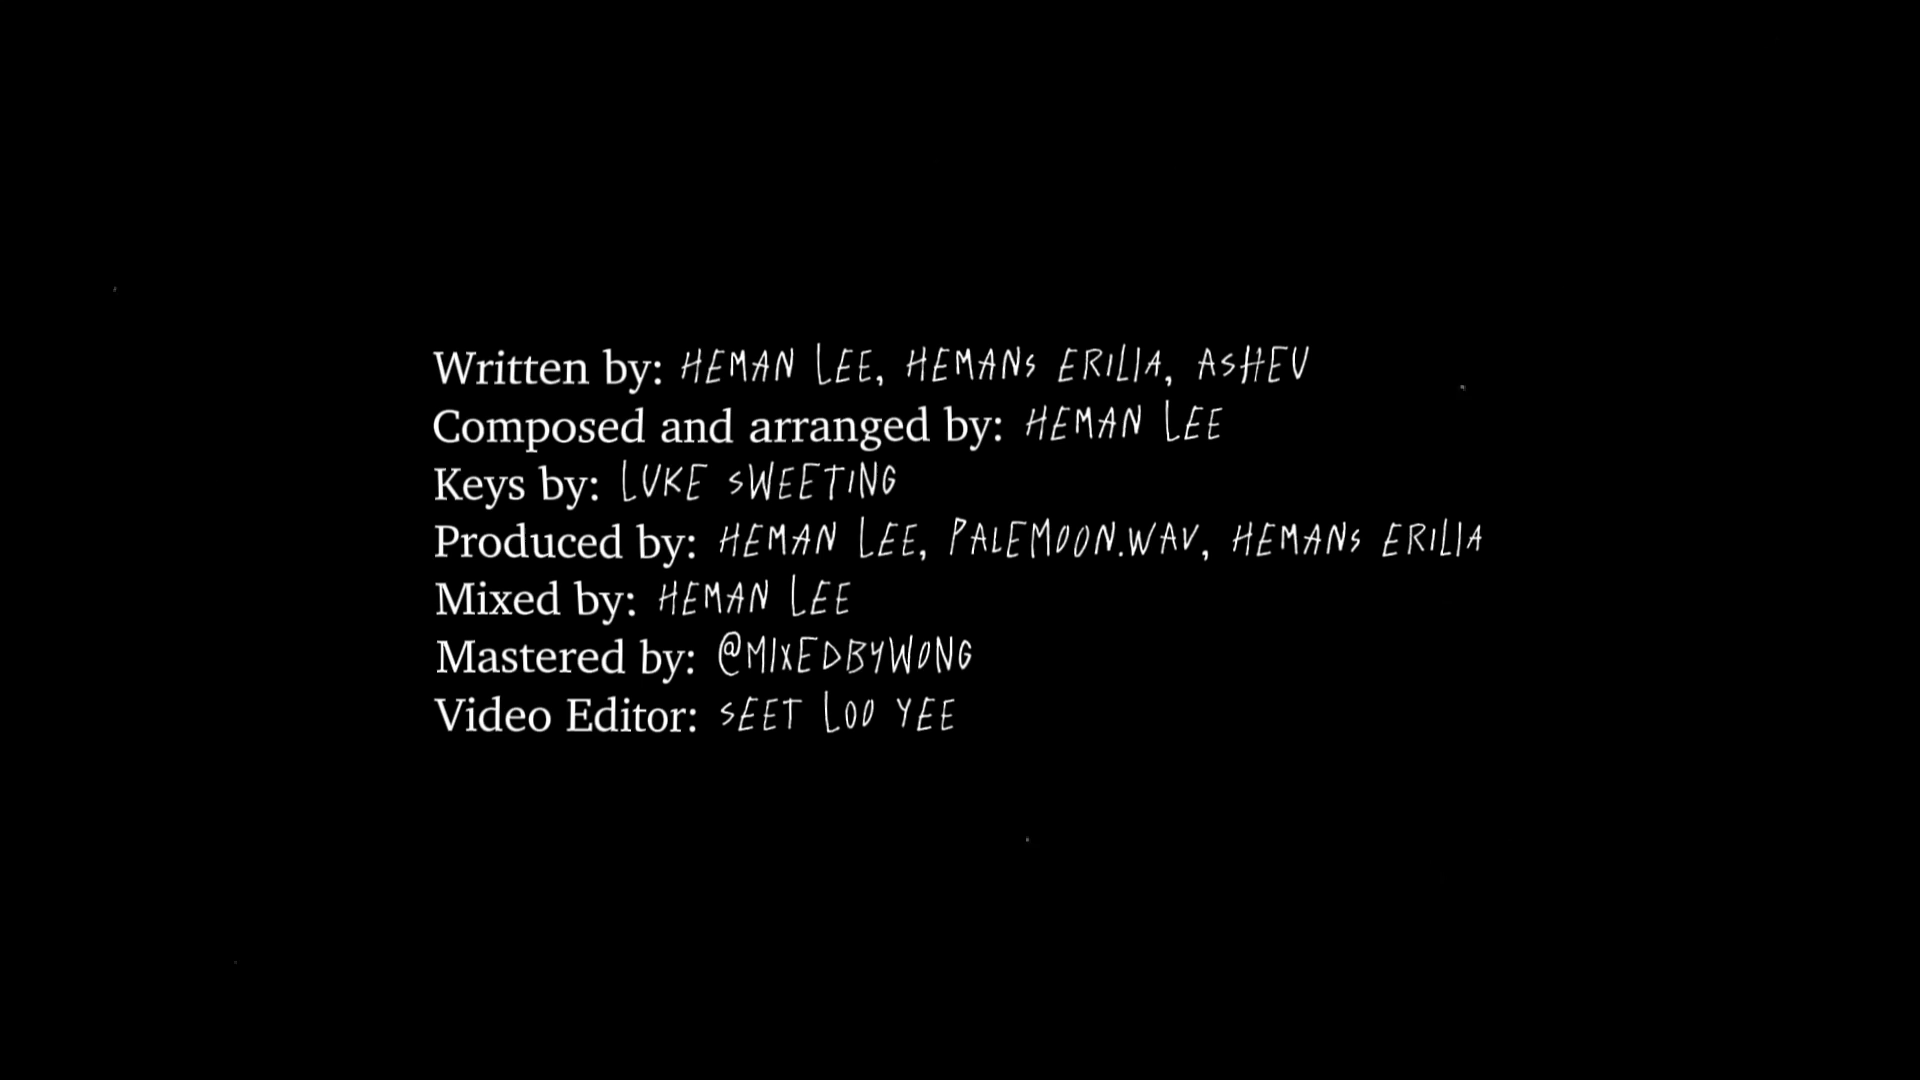 Written by: HEMAN LEE, HEMANS ERILIA, ASHEV
Composed and arranged by: HEMAN LEE
Keys by: LUKE SWEETING
Produced by: HEMAN LEE, PALEMOON.WAV, HEMANS ERILIA
Mixed by: HEMAN LEE
Mastered by: @MIXEDBYWONG
Video Editor: SEET LOO YEE